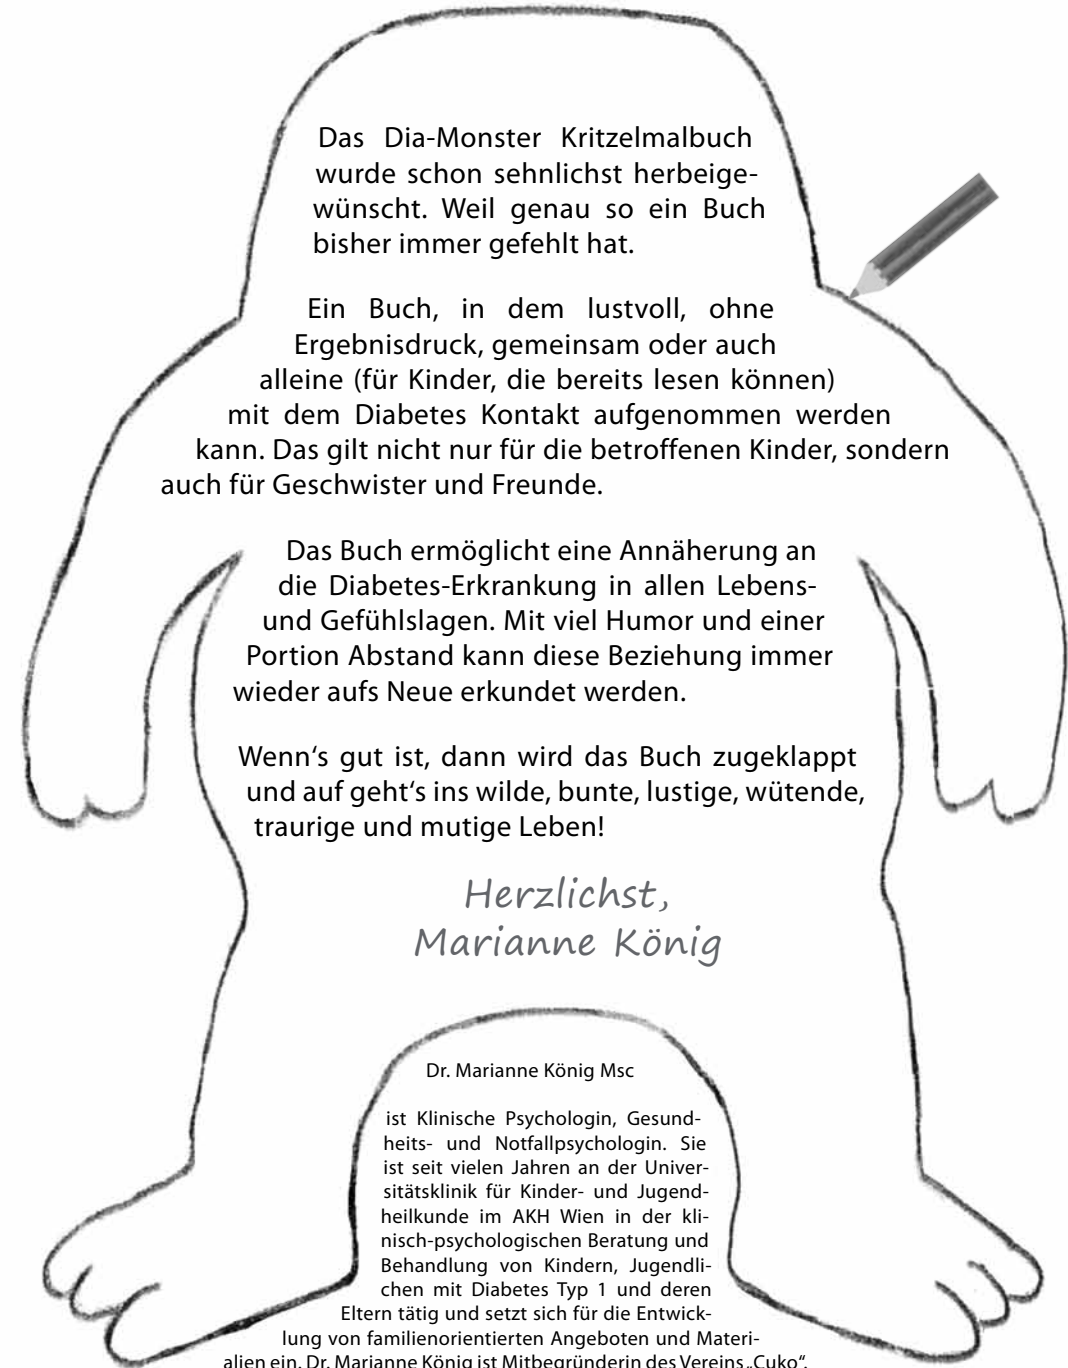 Das Dia-Monster Kritzelmalbuch
wurde schon sehnlichst herbeige-
wünscht. Weil genau so ein Buch
bisher immer gefehlt hat.
Ein Buch, in dem lustvoll, ohne
Ergebnisdruck, gemeinsam oder auch
alleine (für Kinder, die bereits lesen können)
mit dem Diabetes Kontakt aufgenommen werden
kann. Das gilt nicht nur für die betroffenen Kinder, sondern
auch für Geschwister und Freunde.
Das Buch ermöglicht eine Annäherung an
die Diabetes-Erkrankung in allen Lebens-
und Gefühlslagen. Mit viel Humor und einer
Portion Abstand kann diese Beziehung immer
wieder aufs Neue erkundet werden.
Wenn‘s gut ist, dann wird das Buch zugeklappt
und auf geht‘s ins wilde, bunte, lustige, wütende,
traurige und mutige Leben!
Herzlichst,
Marianne König
Dr. Marianne König Msc
ist Klinische Psychologin, Gesund-
heits- und Notfallpsychologin. Sie
ist seit vielen Jahren an der Univer-
sitätsklinik für Kinder- und Jugend-
heilkunde im AKH Wien in der kli-
nisch-psychologischen Beratung und
Behandlung von Kindern, Jugendli-
chen mit Diabetes Typ 1 und deren
Eltern tätig und setzt sich für die Entwick-
lung von familienorientierten Angeboten und Materi-
alien ein. Dr. Marianne König ist Mitbegründerin des Vereins „Cuko“.